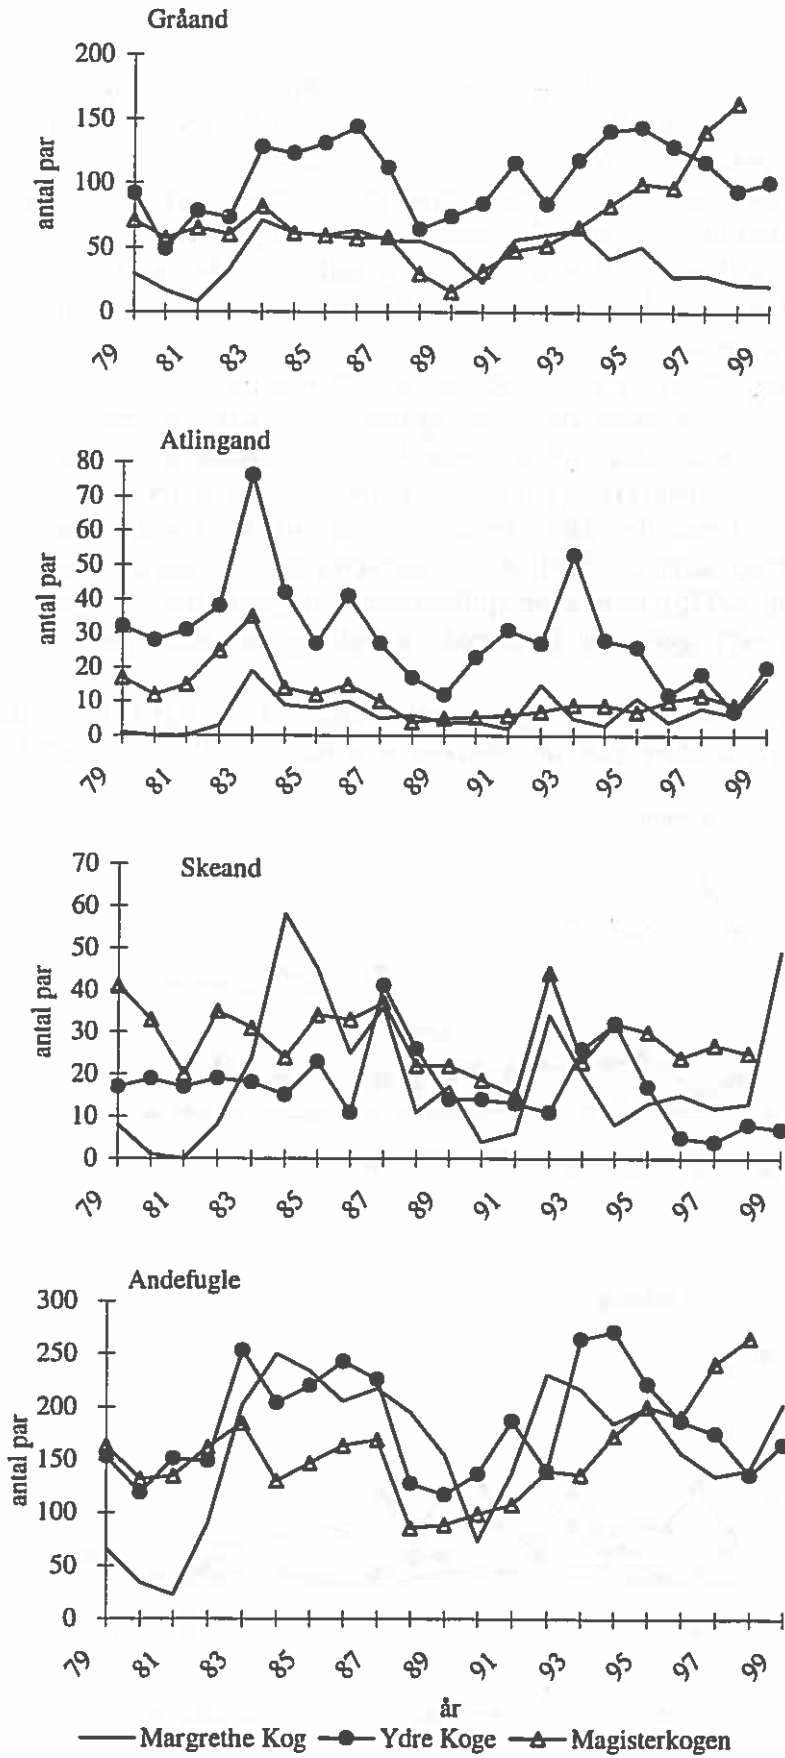 Gråand
200
150
100
50
0
antal par
79 81 83 85 87 89 91 93 95 97 99
Atlingand
80
70
60
50
40
30
20
10
0
antal par
79 81 83 85 87 89 91 93 95 97 99
Skeand
70
60
50
40
30
20
10
0
antal par
79 81 83 85 87 89 91 93 95 97 99
Andefugle
300
250
200
150
100
50
0
antal par
79 81 83 85 87 89 91 93 95 97 99
år
Margrethe Kog Ydre Koge Magisterkogen